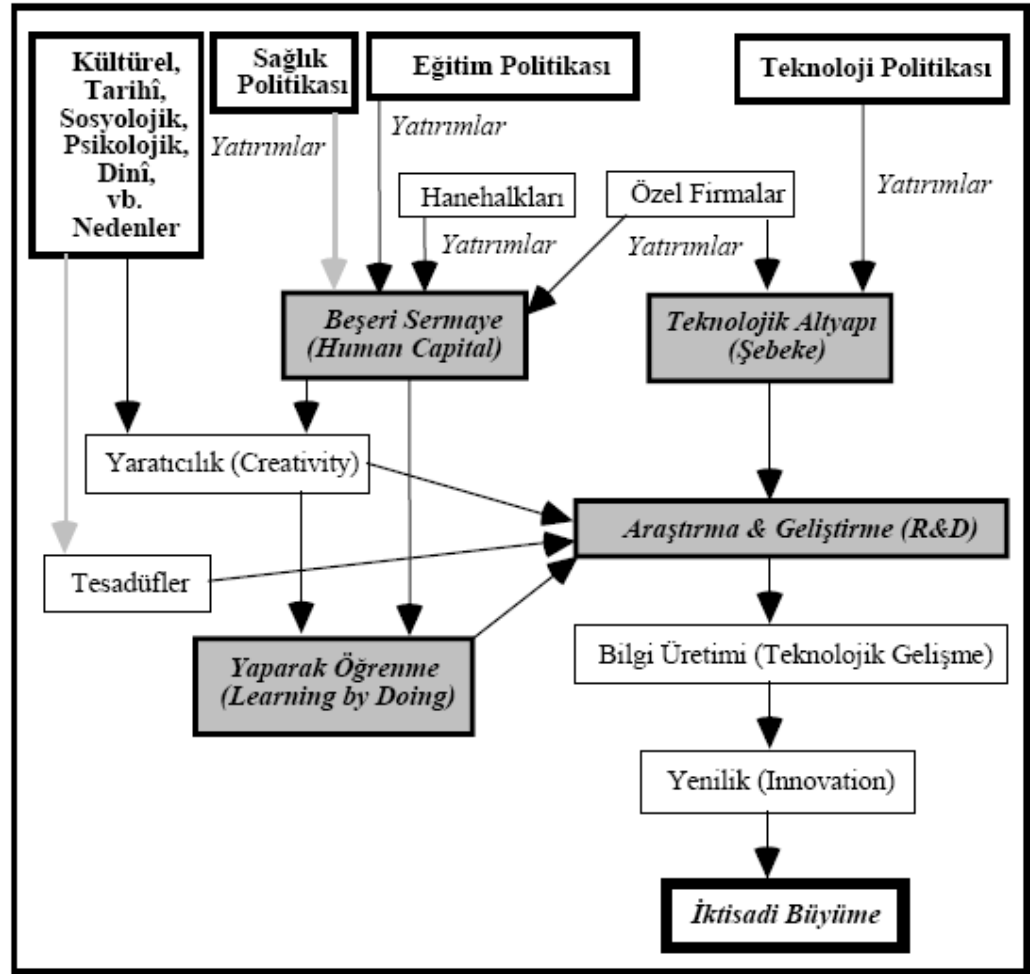 Kültürel,
Tarihî,
Sosyolojik,
Psikolojik,
Dinî,
vb.
Nedenler
Sağlık
Politikası
Eğitim Politikası
Teknoloji Politikası
Yatırımlar
Yatırımlar
Yatırımlar
Hanehalkları
Özel Firmalar
Yatırımlar
Yatırımlar
Beşeri Sermaye
(Human Capital)
Teknolojik Altyapı
(Şebeke)
Yaratıcılık (Creativity)
Araştırma & Geliştirme (R&D)
Tesadüfler
Yaparak Öğrenme
(Learning by Doing)
Bilgi Üretimi (Teknolojik Gelişme)
Yenilik (Innovation)
İktisadi Büyüme